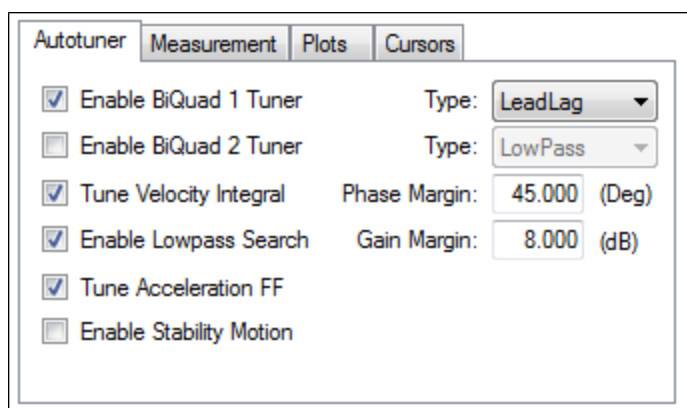 Autotuner Measurement Plots Cursors
Enable BiQuad 1 Tuner Type: LeadLag
Enable BiQuad 2 Tuner Type: LowPass
Tune Velocity Integral Phase Margin: 45.000 (Deg)
Enable Lowpass Search Gain Margin: 8.000 (dB)
Tune Acceleration FF
Enable Stability Motion